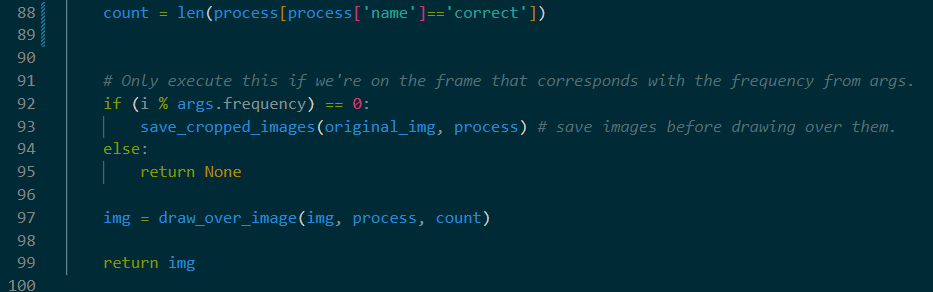 88 count = len(process[process['name']=='correct'])
89
90
91 # Only execute this if we're on the frame that corresponds with the frequency from args.
92 if (i % args.frequency) == 0:
93 save_cropped_images(original_img, process) # save images before drawing over them.
94 else:
95 return None
96
97 img = draw_over_image(img, process, count)
98
99 return img
100